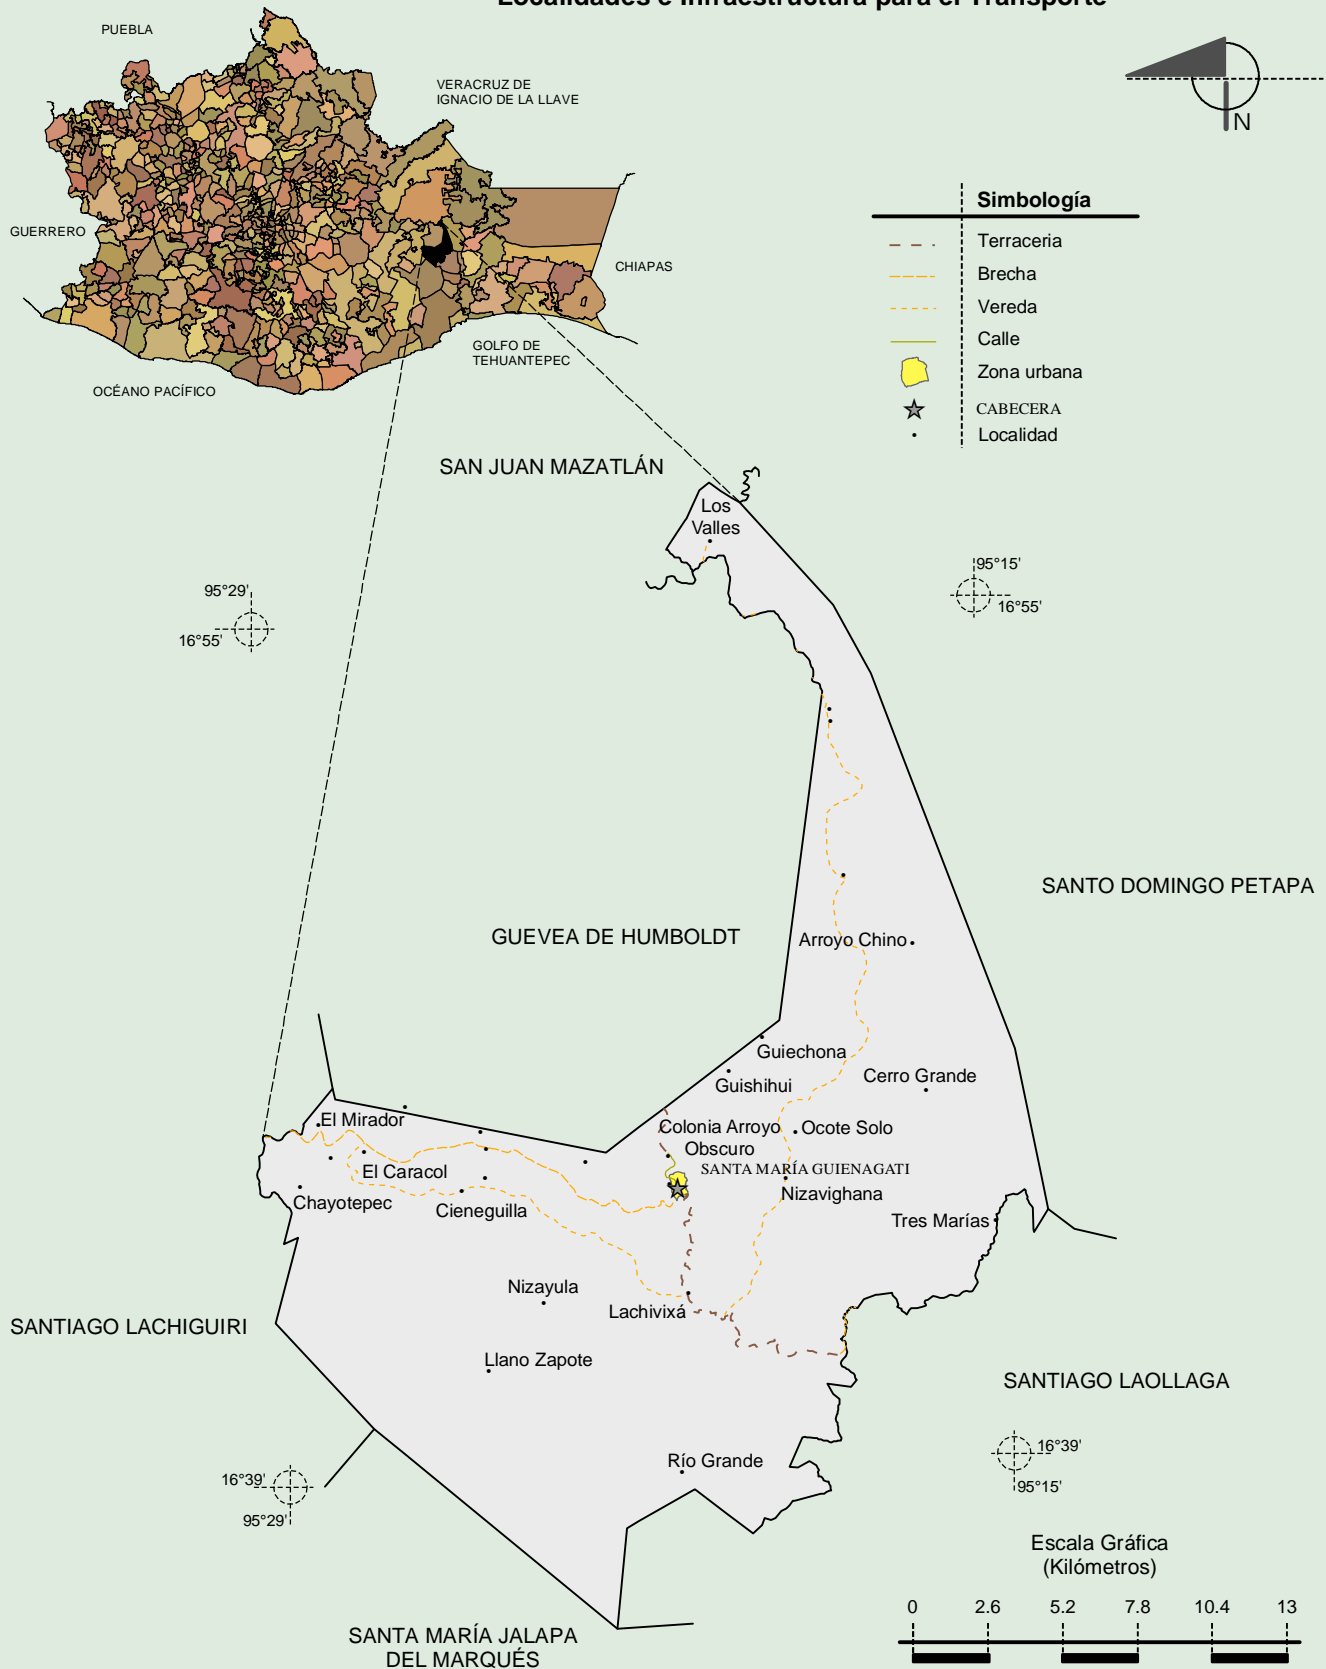 Localidades e Infraestructura para el Transporte
PUEBLA
VERACRUZ DE
IGNACIO DE LA LLAVE
GUERRERO
CHIAPAS
GOLFO DE
TEHUANTEPEC
OCÉANO PACÍFICO
N
Simbología
Terraceria
Brecha
Vereda
Calle
Zona urbana
CABECERA
Localidad
SAN JUAN MAZATLÁN
Los
Valles
95°29'
16°55'
95°15'
16°55'
SANTO DOMINGO PETAPA
GUEVEA DE HUMBOLDT
Arroyo Chino
Guiechona
Guishihui
Cerro Grande
El Mirador
Colonia Arroyo
Obscuro
Ocote Solo
SANTA MARÍA GUIENAGATI
El Caracol
Nizavighana
Chayotepec
Cieneguilla
Tres Marías
Nizayula
Lachivixá
SANTIAGO LACHIGUIRI
Llano Zapote
SANTIAGO LAOLLAGA
Río Grande
16°39'
95°29'
16°39'
95°15'
Escala Gráfica
(Kilómetros)
0 2.6 5.2 7.8 10.4 13
SANTA MARÍA JALAPA
DEL MARQUÉS